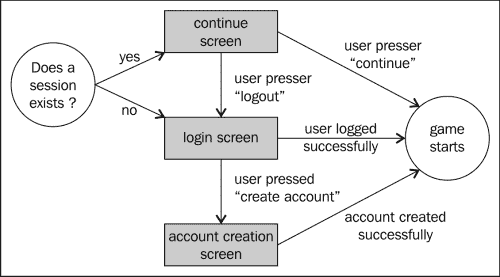 continue
screen
Does a
session
exists ?
yes
no
user presser
"continue"
user presser
"logout"
login screen
user logged
successfully
game
starts
user pressed
"create account"
account creation
screen
account created
successfully